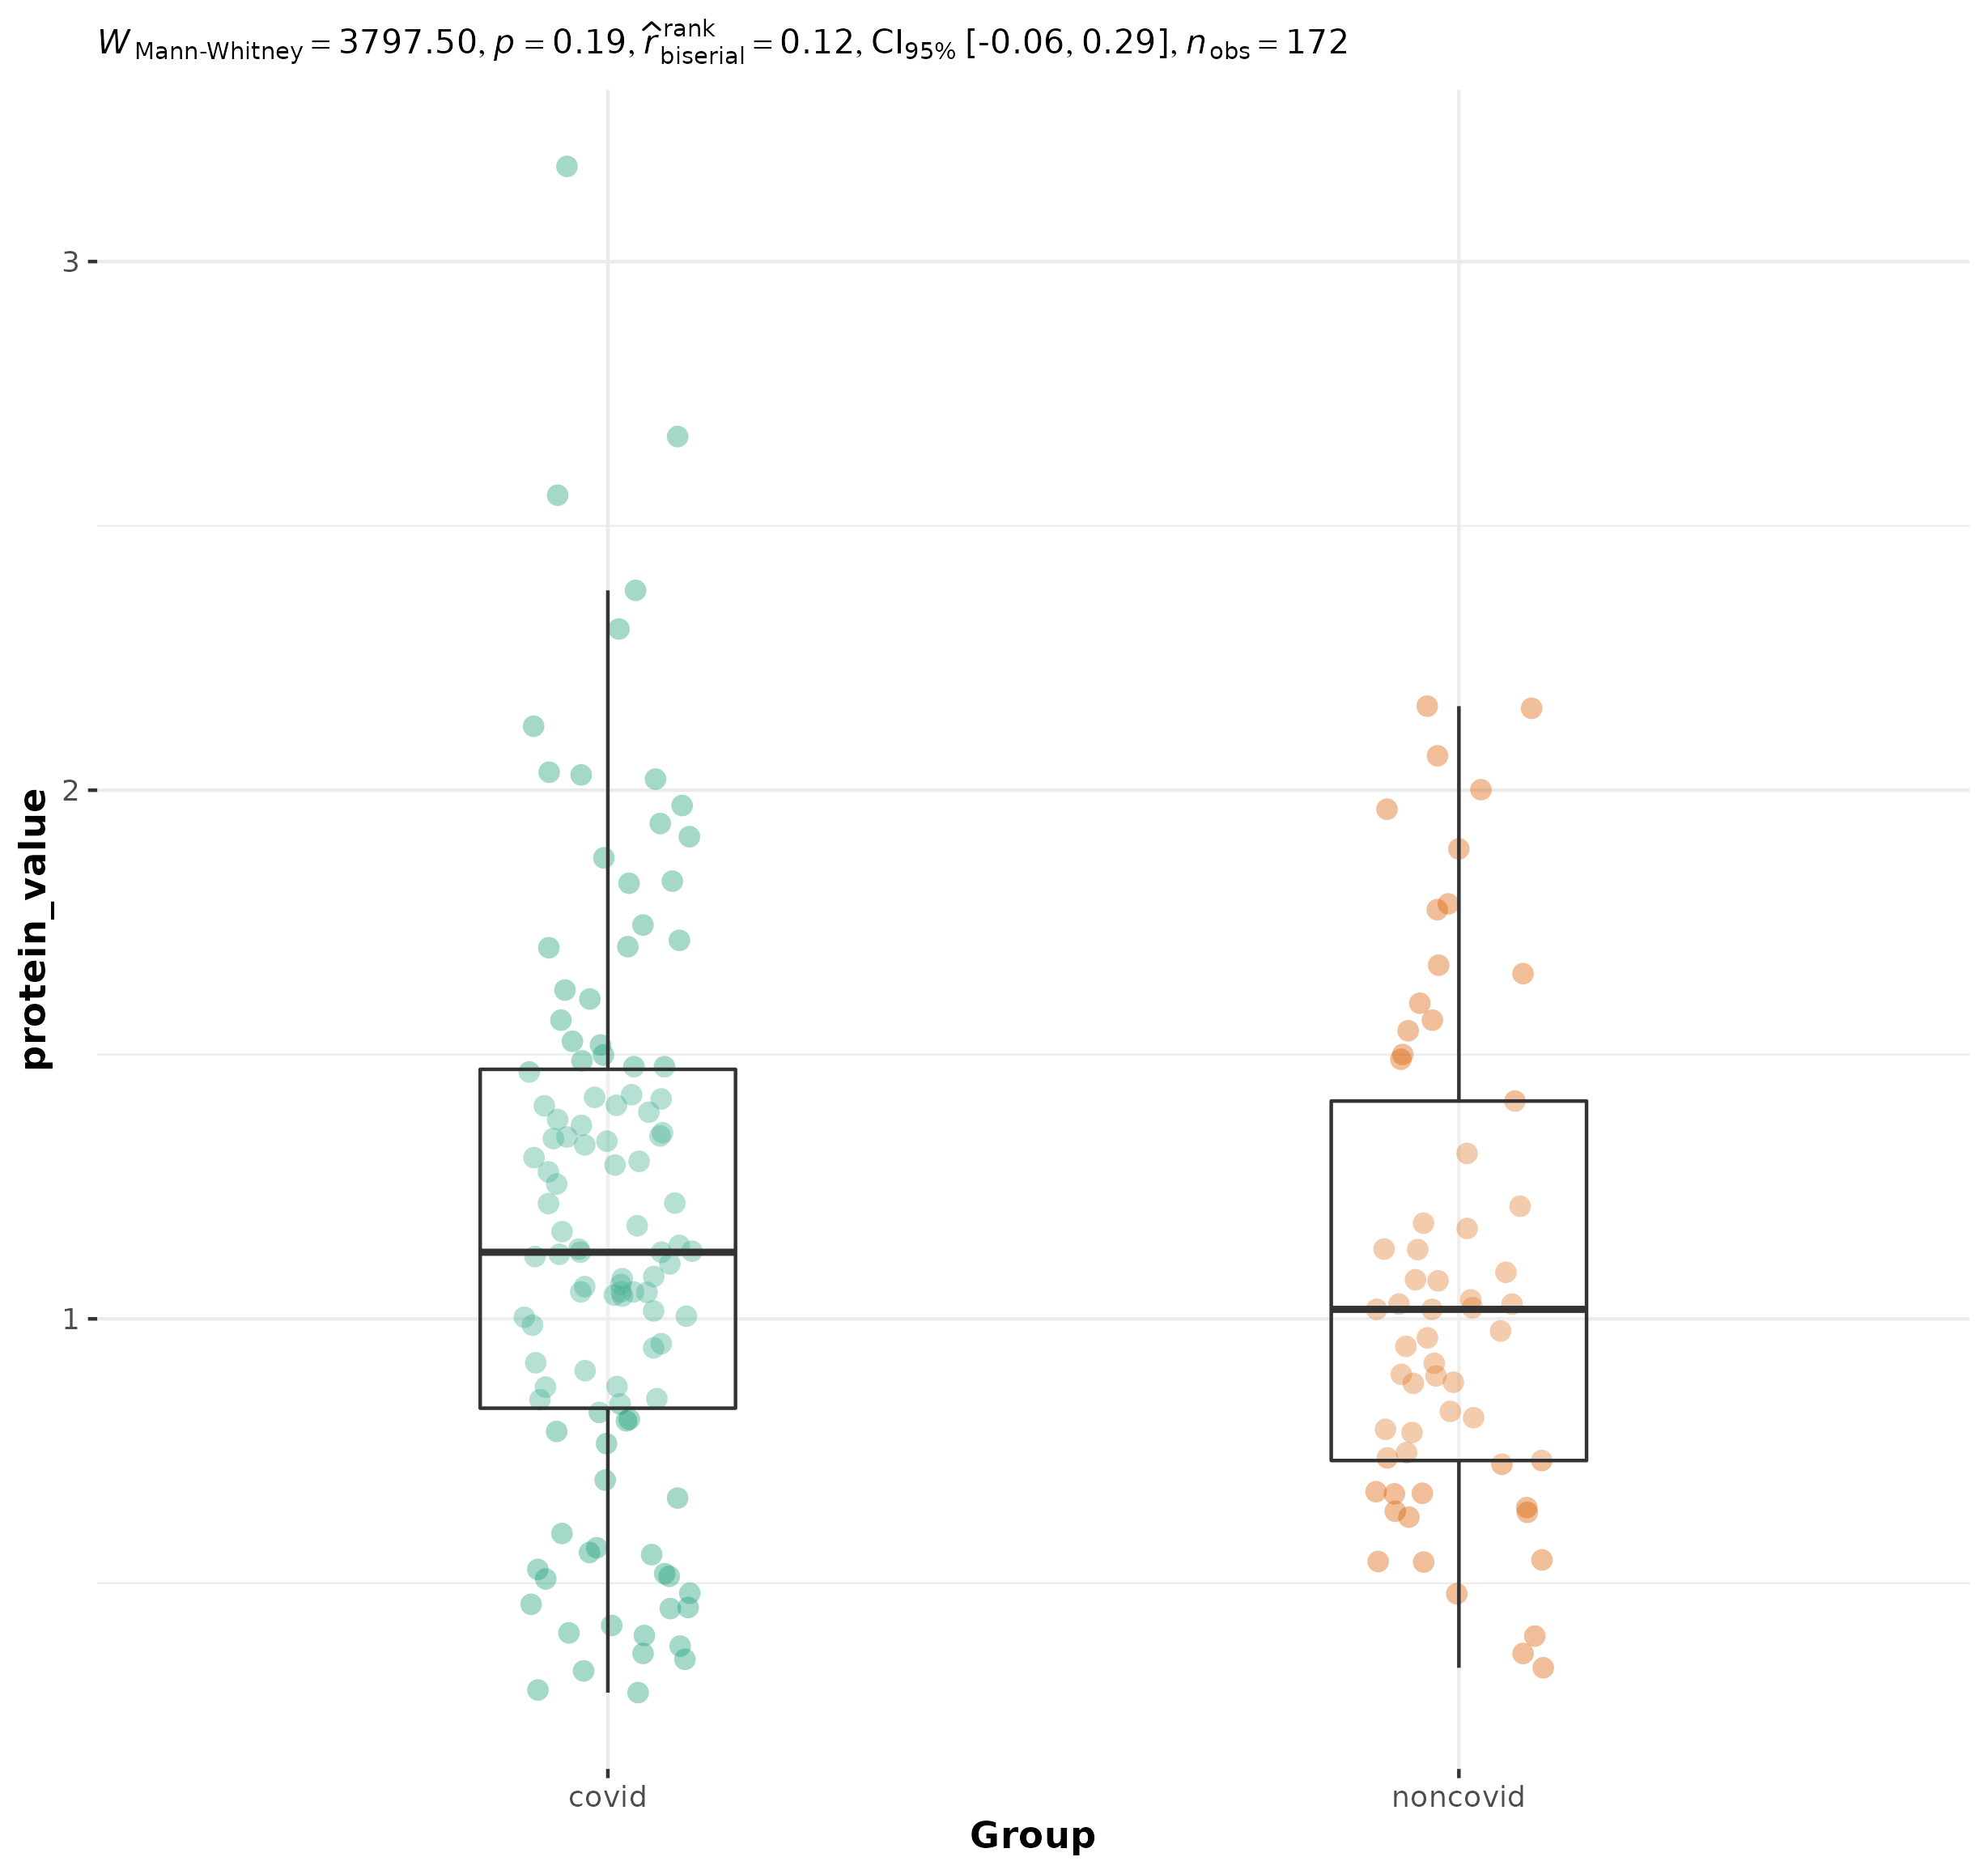 W Mann-Whitney = 3797.50, p = 0.19, r̂ rank biserial = 0.12, CI95% [-0.06, 0.29], nobs = 172
3
2
1
protein_value
covid noncovid
Group